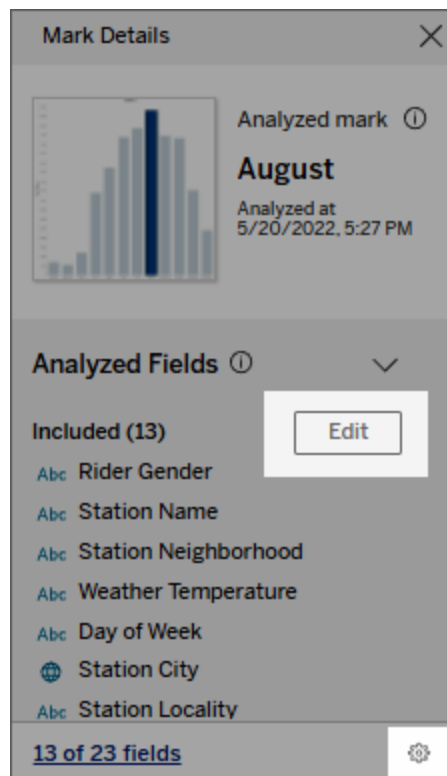 Mark Details
Analyzed mark
August
Analyzed at
5/20/2022, 5:27 PM
Analyzed Fields
Included (13)
Edit
Abc Rider Gender
Abc Station Name
Abc Station Neighborhood
Abc Weather Temperature
Abc Day of Week
Station City
Abc Station Locality
13 of 23 fields